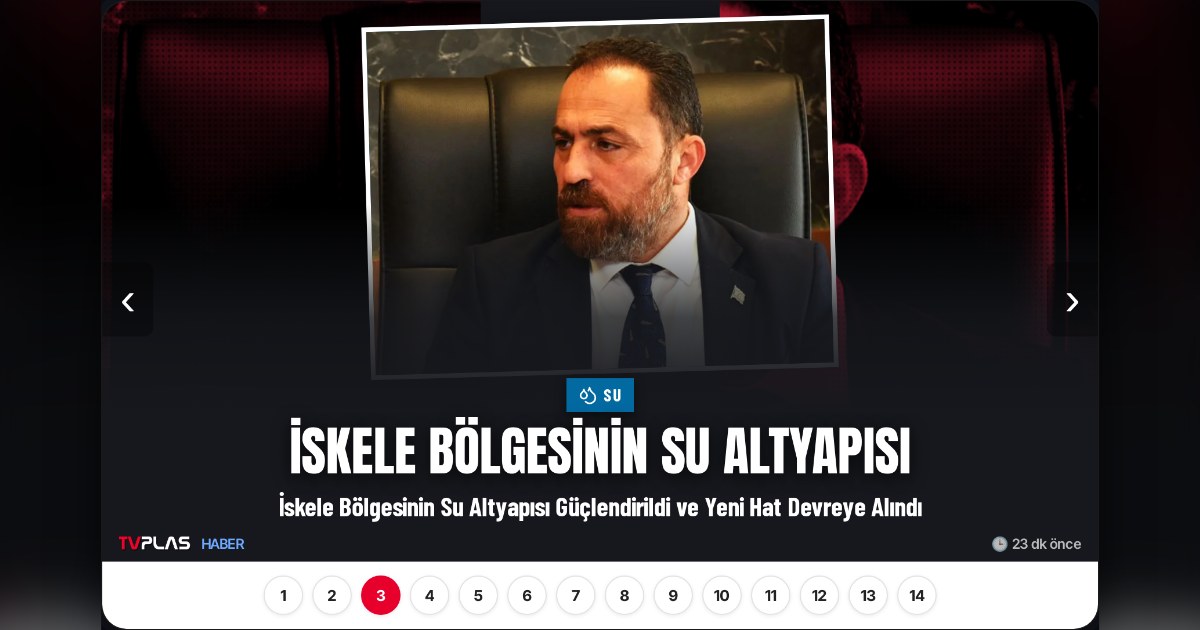 SU
İSKELE BÖLGESİNİN SU ALTYAPISI
İskele Bölgesinin Su Altyapısı Güçlendirildi ve Yeni Hat Devreye Alındı
TVPLAS HABER
23 dk önce
1 2 3 4 5 6 7 8 9 10 11 12 13 14